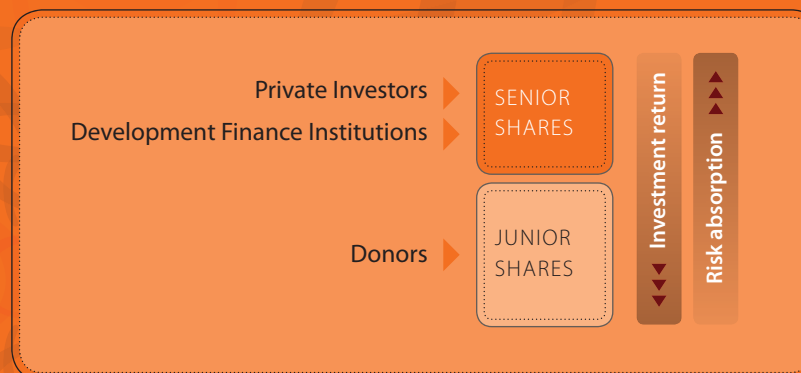 Private Investors
Development Finance Institutions
SENIOR
SHARES
Donors
JUNIOR
SHARES
Investment return
Risk absorption